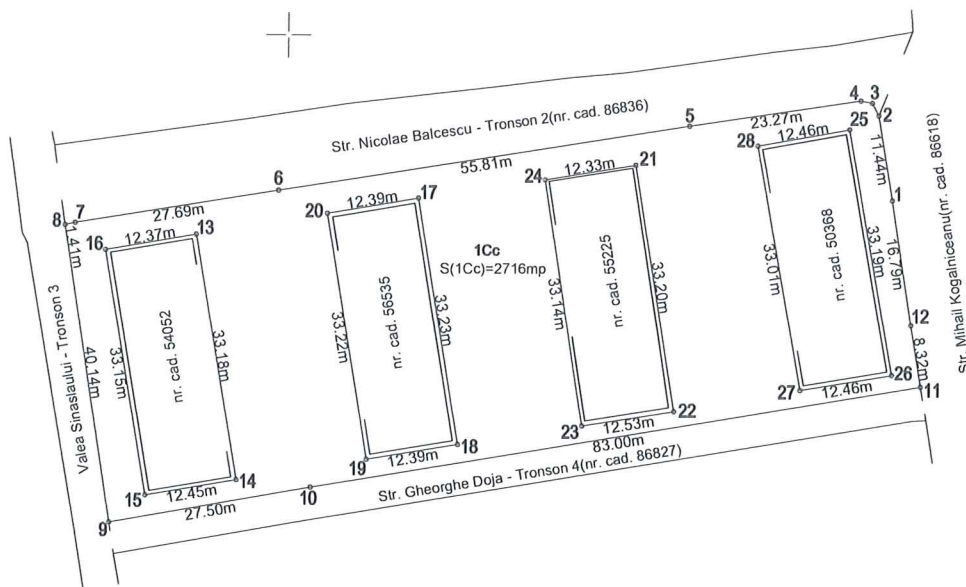 Str. Nicolae Balcescu - Tronson 2(nr. cad. 86836)
4
3
2
5
23.27m
25
28
12.46m
11.44m
Str. Mihail Kogalniceanu(nr. cad. 86618)
55.81m
21
24
12.33m
6
1
17
20
12.39m
8
7
27.69m
1.41m
13
16
12.37m
1Cc
S(1Cc)=2716mp
33.01m
nr. cad. 50368
33.19m
16.79m
33.14m
nr. cad. 55225
33.20m
33.22m
nr. cad. 56535
33.23m
12
Valea Sinaslaului - Tronson 3
40.14m
33.15m
nr. cad. 54052
33.18m
8.32m
26
27
12.46m
11
22
23
12.53m
83.00m
18
19
12.39m
14
15
12.45m
10
27.50m
9
Str. Gheorghe Doja - Tronson 4(nr. cad. 86827)